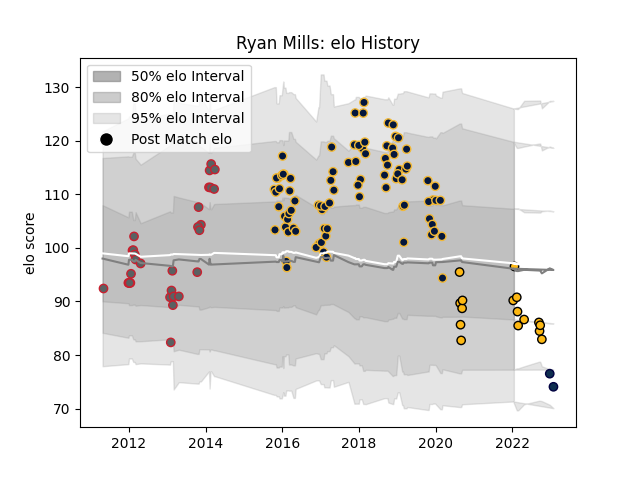 Ryan Mills: elo History
50% elo Interval
80% elo Interval
95% elo Interval
Post Match elo
elo score
130
120
110
100
90
80
70
2012
2014
2016
2018
2020
2022